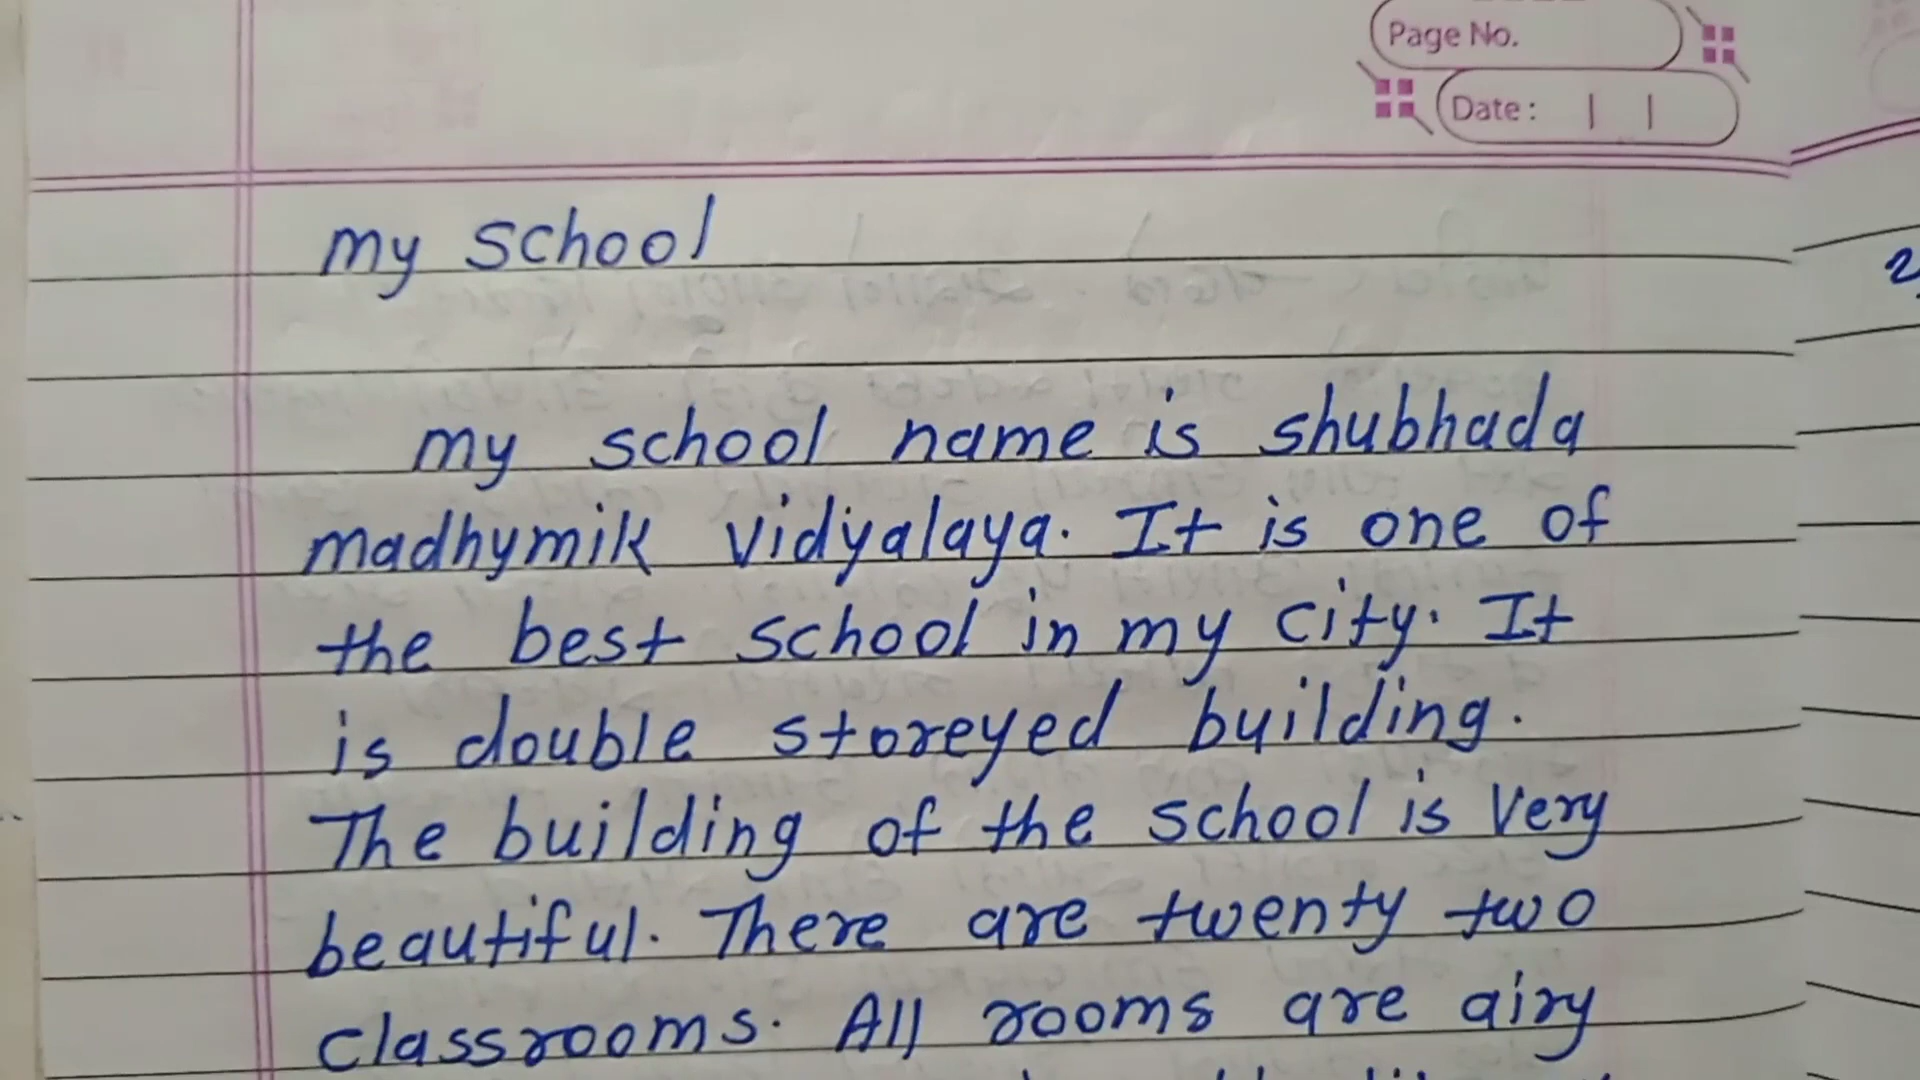 Page No.
Date :
my school
my school name is shubhada
madhymik vidyalaya. It is one of
the best school in my city. It
is double storeyed building.
The building of the school is very
beautiful. There are twenty two
classrooms. All rooms are airy
2